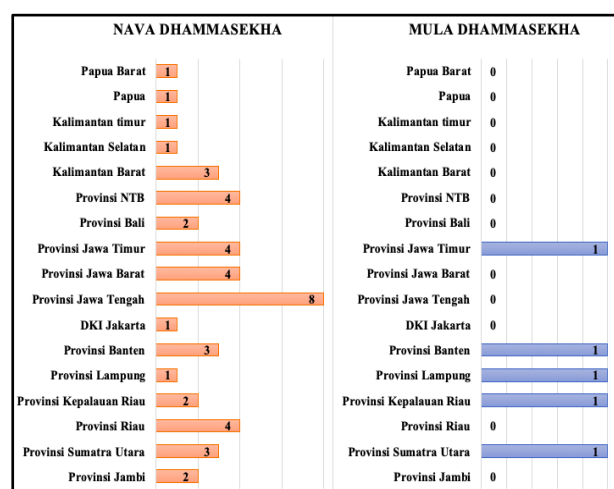 NAVA DHAMMASEKHA
Papua Barat 1
Papua 1
Kalimantan timur 1
Kalimantan Selatan 1
Kalimantan Barat 3
Provinsi NTB 4
Provinsi Bali 2
Provinsi Jawa Timur 4
Provinsi Jawa Barat 4
Provinsi Jawa Tengah 8
DKI Jakarta 1
Provinsi Banten 3
Provinsi Lampung 1
Provinsi Kepalauan Riau 2
Provinsi Riau 4
Provinsi Sumatra Utara 3
Provinsi Jambi 2
MULA DHAMMASEKHA
Papua Barat 0
Papua 0
Kalimantan timur 0
Kalimantan Selatan 0
Kalimantan Barat 0
Provinsi NTB 0
Provinsi Bali 0
Provinsi Jawa Timur 1
Provinsi Jawa Barat 0
Provinsi Jawa Tengah 0
DKI Jakarta 0
Provinsi Banten 1
Provinsi Lampung 1
Provinsi Kepalauan Riau 1
Provinsi Riau 0
Provinsi Sumatra Utara 1
Provinsi Jambi 0